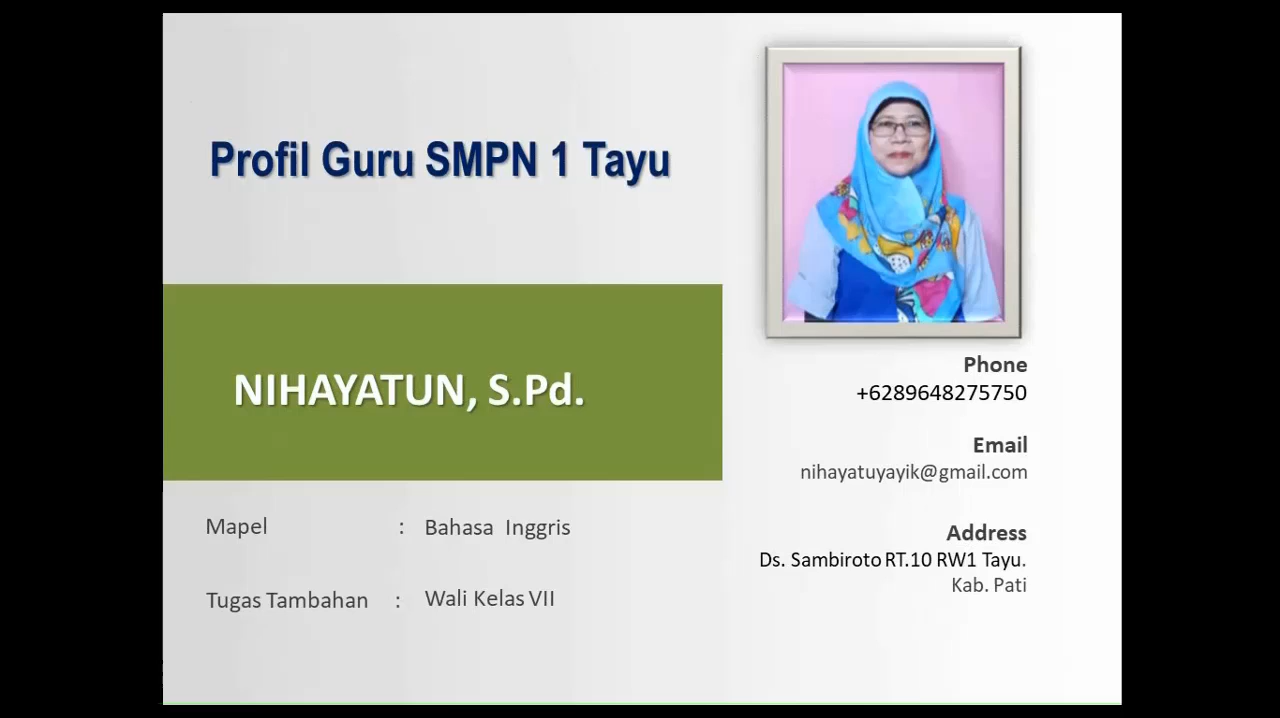 Profil Guru SMPN 1 Tayu
NIHAYATUN, S.Pd.
Mapel : Bahasa Inggris
Tugas Tambahan : Wali Kelas VII
Phone
+6289648275750
Email
nihayatuyayik@gmail.com
Address
Ds. Sambiroto RT.10 RW1 Tayu.
Kab. Pati